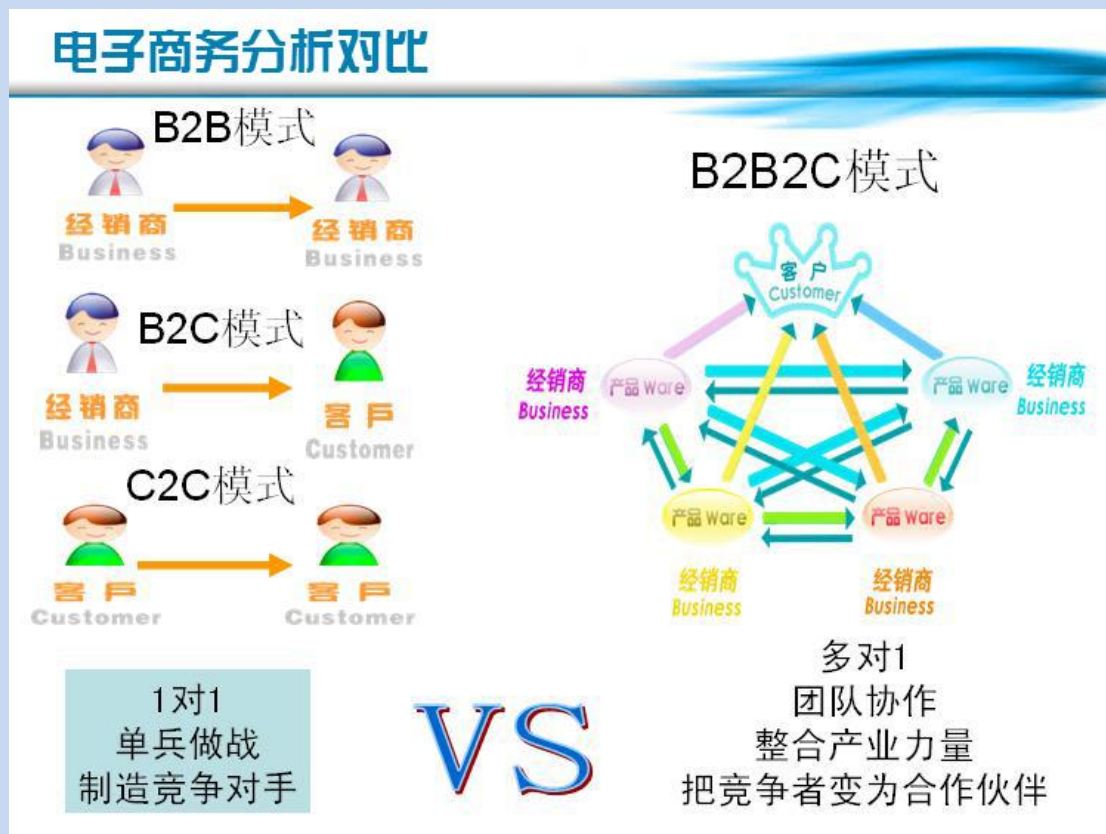 电子商务分析对比
B2B模式
经销商
Business
经销商
Business
B2C模式
经销商
Business
客戶
Customer
C2C模式
客戶
Customer
客戶
Customer
1对1
单兵做战
制造竞争对手
VS
B2B2C模式
客户
Customer
经销商
Business
产品 Ware
产品 Ware
经销商
Business
产品 Ware
产品 Ware
经销商
Business
经销商
Business
多对1
团队协作
整合产业力量
把竞争者变为合作伙伴